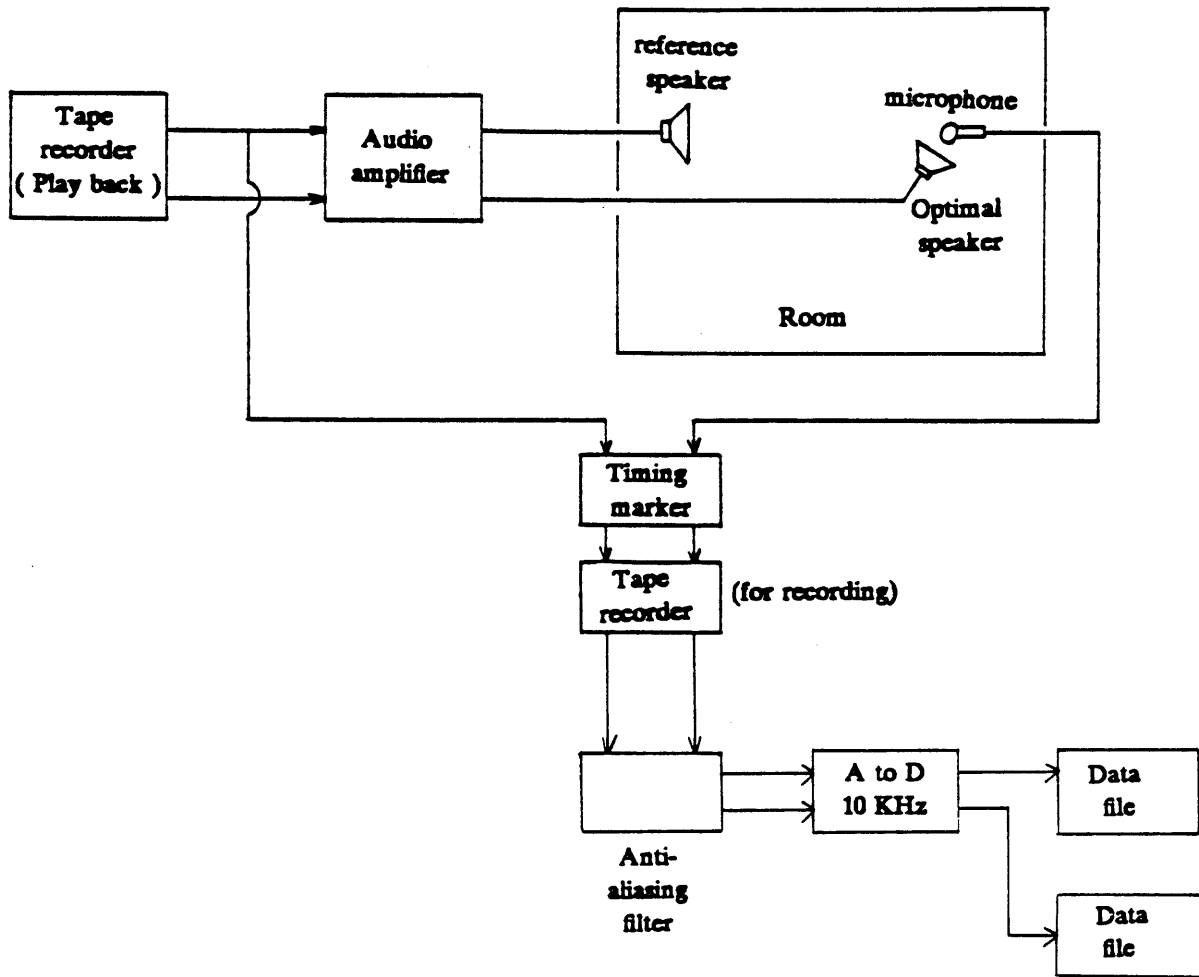 reference
speaker
microphone
Tape
recorder
( Play back )
Audio
amplifier
Optimal
speaker
Room
Timing
marker
Tape
recorder
(for recording)
A to D
10 KHz
Data
file
Anti-
aliasing
filter
Data
file